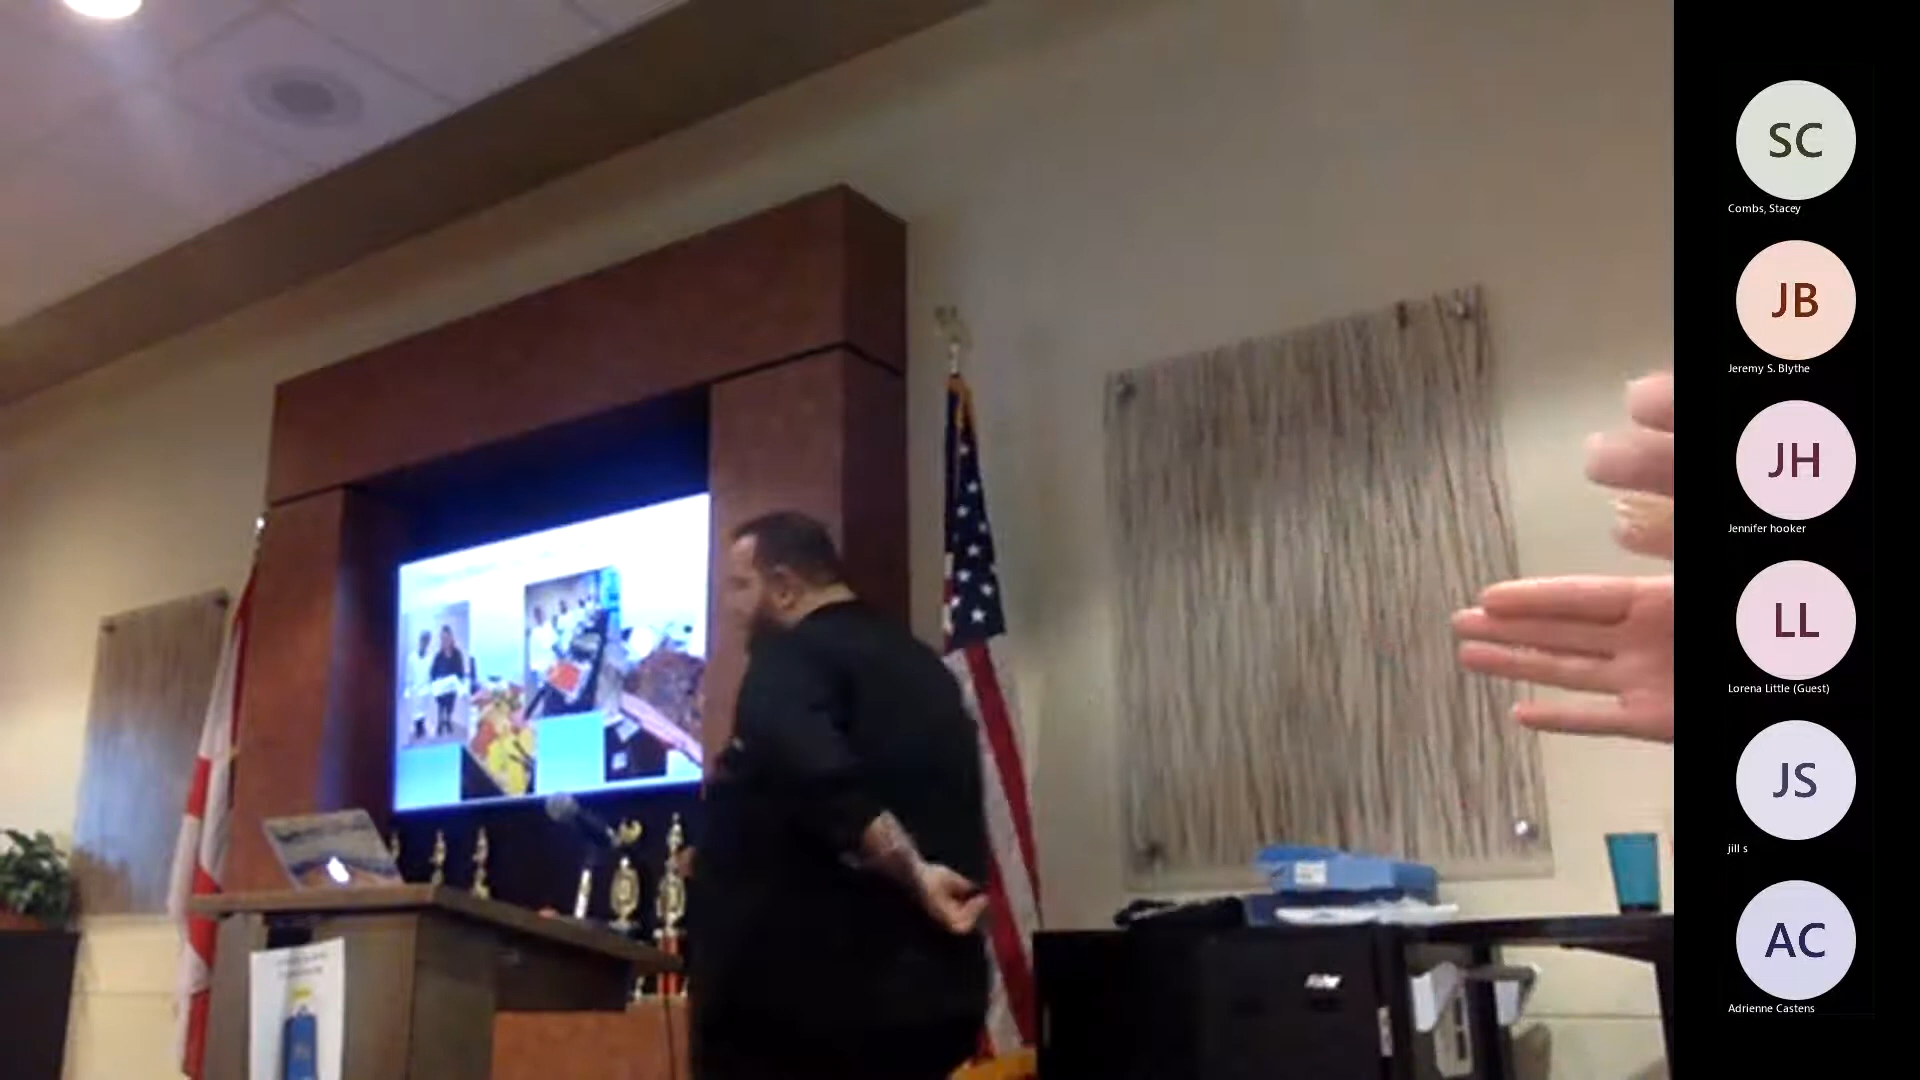 SC
Combs, Stacey
JB
Jeremy S. Blythe
JH
Jennifer hooker
LL
Lorena Little (Guest)
JS
jill s
AC
Adrienne Castens